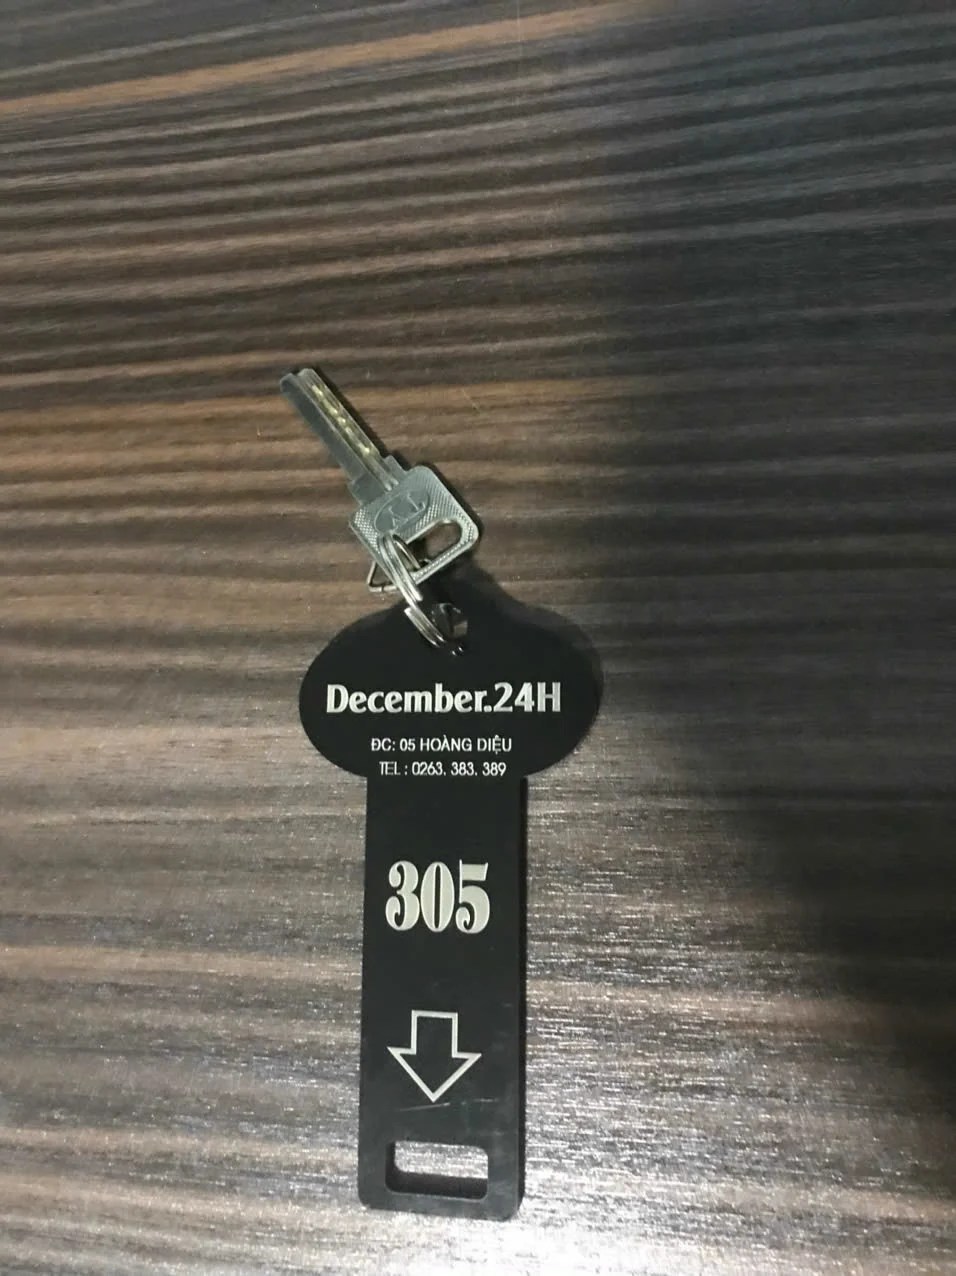 December.24H
ĐC: 05 HOÀNG DIỆU
TEL : 0263. 383. 389
305